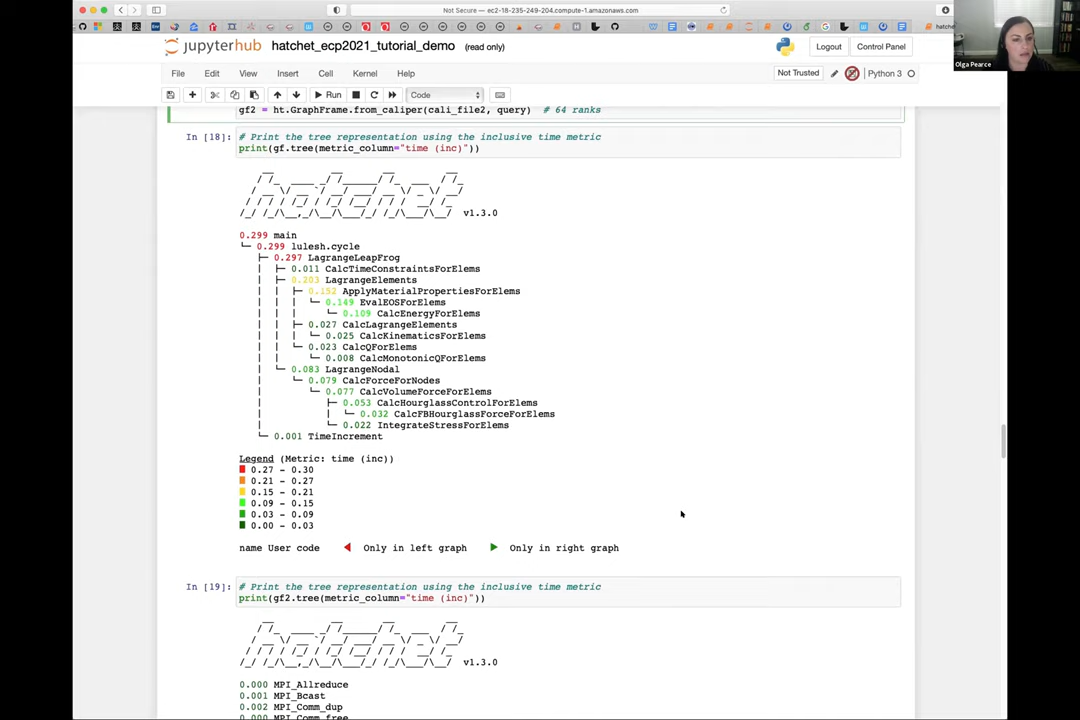 Not Secure — ec2-18-235-249-204.compute-1.amazonaws.com
hatche
Olga Pearce
jupyterhub hatchet_ecp2021_tutorial_demo (read only)
Logout Control Panel
File Edit View Insert Cell Kernel Help
Not Trusted Python 3
Run Code
gf2 = ht.GraphFrame.from_caliper(cali_file2, query) # 64 ranks
In [18]: # Print the tree representation using the inclusive time metric
print(gf.tree(metric_column="time (inc)"))
hatchet v1.3.0
0.299 main
└─ 0.299 lulesh.cycle
├─ 0.297 LagrangeLeapFrog
│ ├─ 0.011 CalcTimeConstraintsForElems
│ ├─ 0.203 LagrangeElements
│ │ ├─ 0.152 ApplyMaterialPropertiesForElems
│ │ │ └─ 0.149 EvalEOSForElems
│ │ │ └─ 0.109 CalcEnergyForElems
│ │ ├─ 0.027 CalcLagrangeElements
│ │ │ └─ 0.025 CalcKinematicsForElems
│ │ └─ 0.023 CalcQForElems
│ │ └─ 0.008 CalcMonotonicQForElems
│ └─ 0.083 LagrangeNodal
│ └─ 0.079 CalcForceForNodes
│ └─ 0.077 CalcVolumeForceForElems
│ ├─ 0.053 CalcHourglassControlForElems
│ │ └─ 0.032 CalcFBHourglassForceForElems
│ └─ 0.022 IntegrateStressForElems
└─ 0.001 TimeIncrement
Legend (Metric: time (inc))
0.27 - 0.30
0.21 - 0.27
0.15 - 0.21
0.09 - 0.15
0.03 - 0.09
0.00 - 0.03
name User code ◀ Only in left graph ▶ Only in right graph
In [19]: # Print the tree representation using the inclusive time metric
print(gf2.tree(metric_column="time (inc)"))
hatchet v1.3.0
0.000 MPI_Allreduce
0.001 MPI_Bcast
0.002 MPI_Comm_dup
0.000 MPI_Comm_free